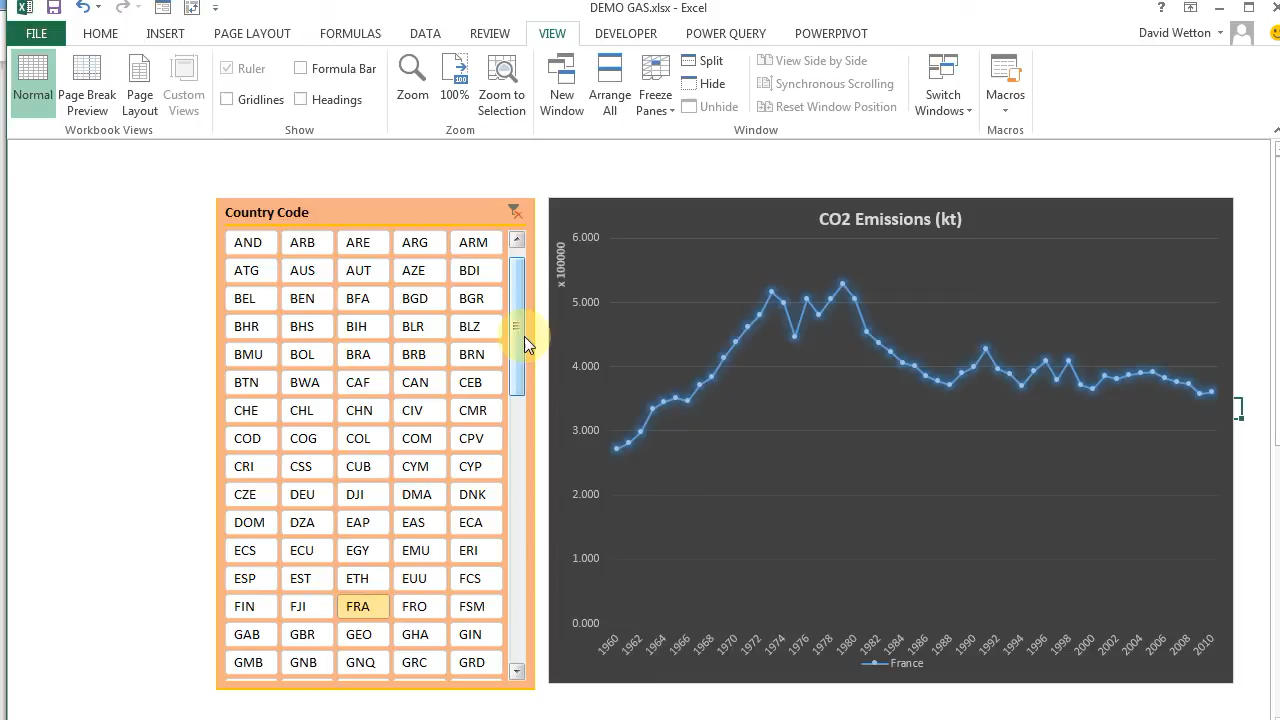 DEMO GAS.xlsx - Excel
?
FILE HOME INSERT PAGE LAYOUT FORMULAS DATA REVIEW VIEW DEVELOPER POWER QUERY POWERPIVOT David Wetton
Normal
Page Break
Preview
Page
Layout
Custom
Views
Workbook Views
Ruler
Formula Bar
Gridlines
Headings
Show
Zoom
100
100%
Zoom to
Selection
Zoom
New
Window
Arrange
All
Freeze
Panes
Split
Hide
Unhide
View Side by Side
Synchronous Scrolling
Reset Window Position
Switch
Windows
Window
Macros
Macros
Country Code
AND ARB ARE ARG ARM
ATG AUS AUT AZE BDI
BEL BEN BFA BGD BGR
BHR BHS BIH BLR BLZ
BMU BOL BRA BRB BRN
BTN BWA CAF CAN CEB
CHE CHL CHN CIV CMR
COD COG COL COM CPV
CRI CSS CUB CYM CYP
CZE DEU DJI DMA DNK
DOM DZA EAP EAS ECA
ECS ECU EGY EMU ERI
ESP EST ETH EUU FCS
FIN FJI FRA FRO FSM
GAB GBR GEO GHA GIN
GMB GNB GNQ GRC GRD
CO2 Emissions (kt)
x 100000
6.000
5.000
4.000
3.000
2.000
1.000
0.000
1960 1962 1964 1966 1968 1970 1972 1974 1976 1978 1980 1982 1984 1986 1988 1990 1992 1994 1996 1998 2000 2002 2004 2006 2008 2010
France